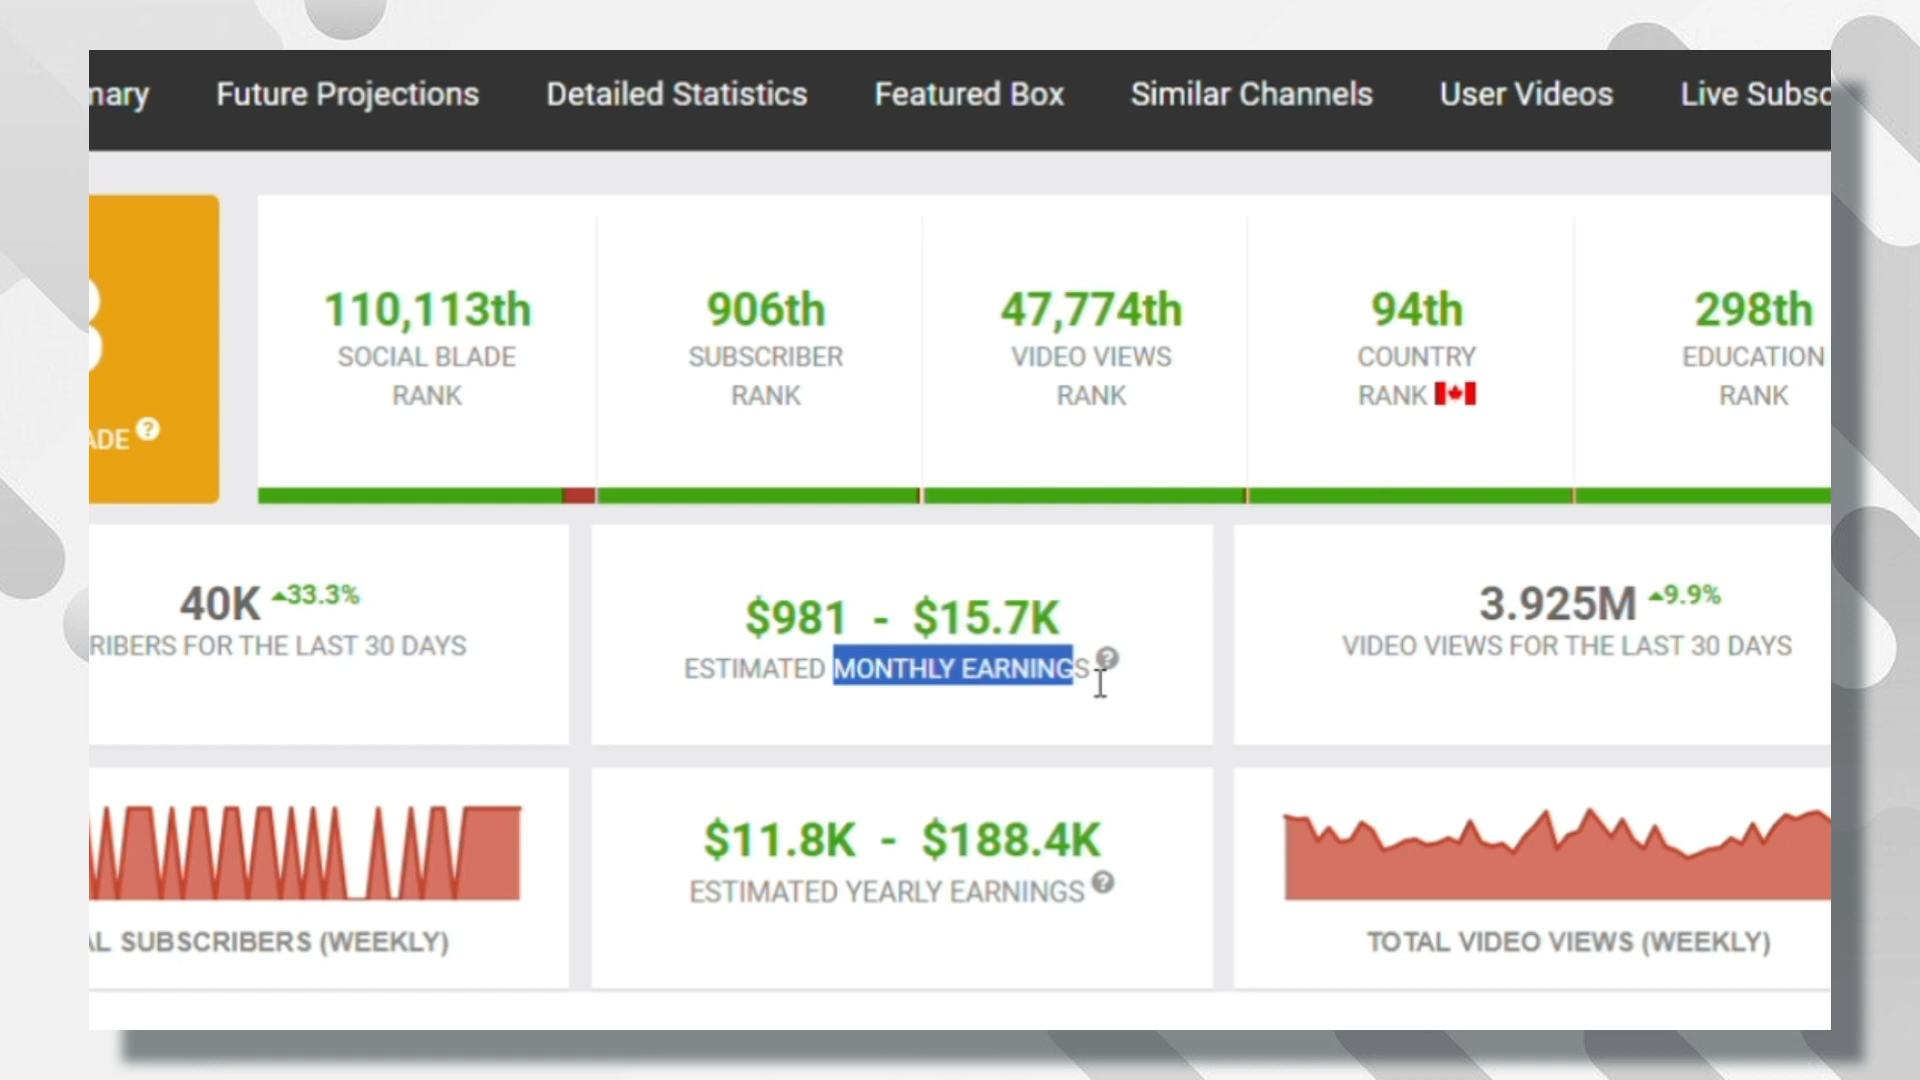 nary Future Projections Detailed Statistics Featured Box Similar Channels User Videos Live Subsc
110,113th
SOCIAL BLADE
RANK
906th
SUBSCRIBER
RANK
47,774th
VIDEO VIEWS
RANK
94th
COUNTRY
RANK
298th
EDUCATION
RANK
ADE ?
40K 33.3%
RIBERS FOR THE LAST 30 DAYS
$981 - $15.7K
ESTIMATED MONTHLY EARNINGS ?
3.925M 9.9%
VIDEO VIEWS FOR THE LAST 30 DAYS
AL SUBSCRIBERS (WEEKLY)
$11.8K - $188.4K
ESTIMATED YEARLY EARNINGS ?
TOTAL VIDEO VIEWS (WEEKLY)